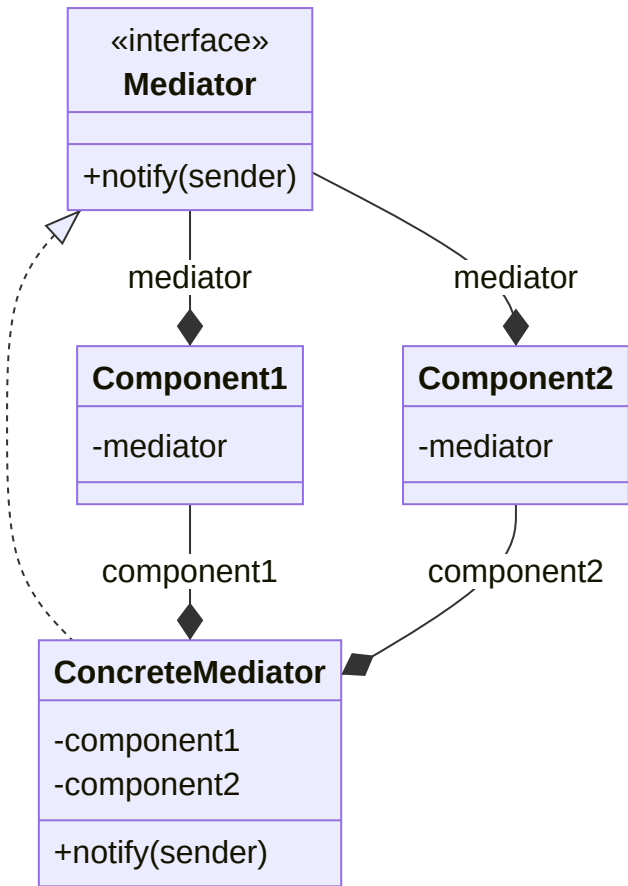 «interface»
Mediator
+notify(sender)
mediator
mediator
Component1
-mediator
Component2
-mediator
component1
component2
ConcreteMediator
-component1
-component2
+notify(sender)